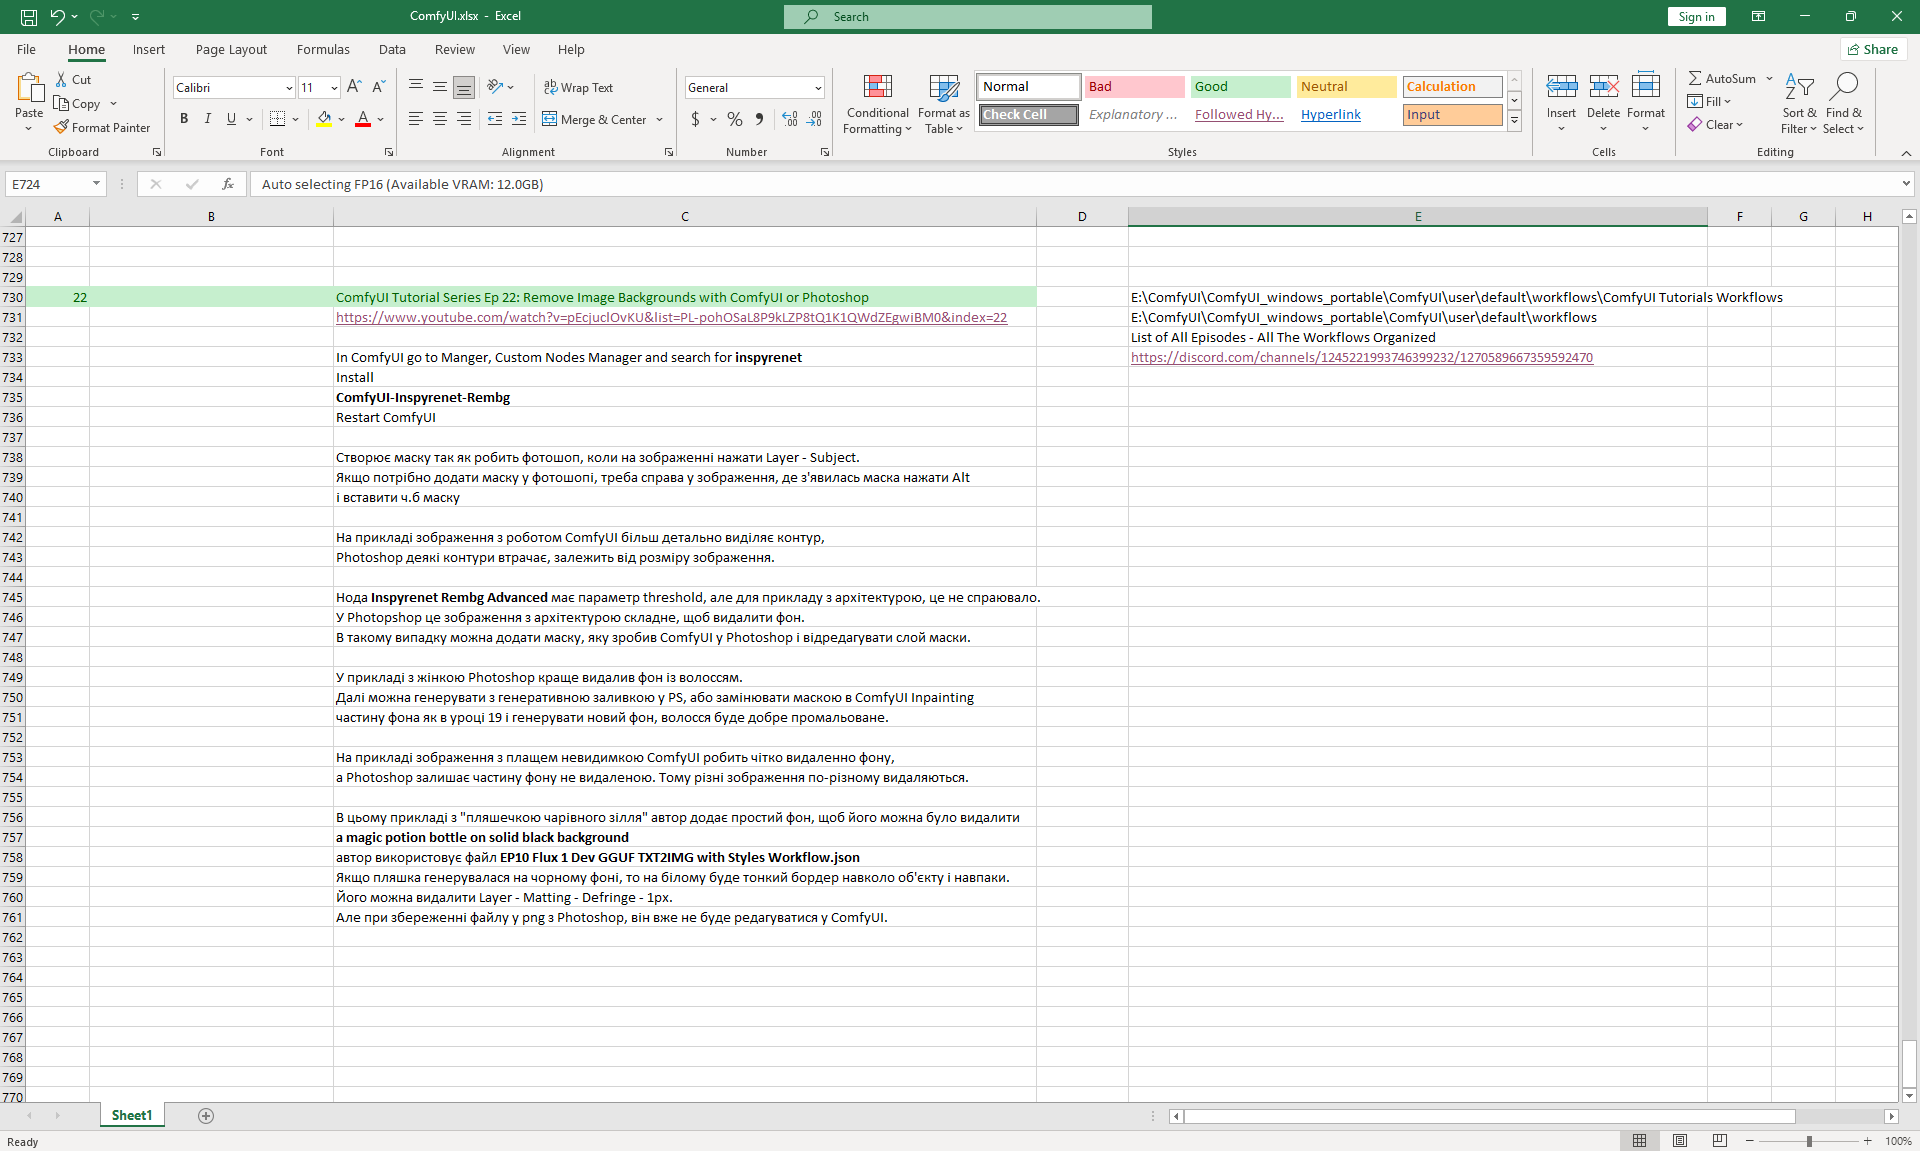 ComfyUI.xlsx - Excel
Search
Sign in
File Home Insert Page Layout Formulas Data Review View Help
Share
Paste
Cut
Copy
Format Painter
Clipboard
Calibri 11
B I U
Font
Wrap Text
Merge & Center
Alignment
General
$ % 9
Number
Conditional Formatting
Format as Table
Normal Bad Good Neutral Calculation
Check Cell Explanatory ... Followed Hy... Hyperlink Input
Styles
Insert Delete Format
Cells
AutoSum
Fill
Clear
Sort & Filter
Find & Select
Editing
E724
fx
Auto selecting FP16 (Available VRAM: 12.0GB)
A B C D E F G H
727
728
729
730 22 ComfyUI Tutorial Series Ep 22: Remove Image Backgrounds with ComfyUI or Photoshop E:\ComfyUI\ComfyUI_windows_portable\ComfyUI\user\default\workflows\ComfyUI Tutorials Workflows
731 https://www.youtube.com/watch?v=pEcjuclOvKU&list=PL-pohOSaL8P9kLZP8tQ1K1QWdZEgwiBM0&index=22 E:\ComfyUI\ComfyUI_windows_portable\ComfyUI\user\default\workflows
732 List of All Episodes - All The Workflows Organized
733 In ComfyUI go to Manger, Custom Nodes Manager and search for inspyrenet https://discord.com/channels/1245221993746399232/1270589667359592470
734 Install
735 ComfyUI-Inspyrenet-Rembg
736 Restart ComfyUI
737
738 Створює маску так як робить фотошоп, коли на зображенні нажати Layer - Subject.
739 Якщо потрібно додати маску у фотошопі, треба справа у зображення, де з'явилась маска нажати Alt
740 і вставити ч.б маску
741
742 На прикладі зображення з роботом ComfyUI більш детально виділяє контур,
743 Photoshop деякі контури втрачає, залежить від розміру зображення.
744
745 Нода Inspyrenet Rembg Advanced має параметр threshold, але для прикладу з архітектурою, це не спраювало.
746 У Photopshop це зображення з архітектурою складне, щоб видалити фон.
747 В такому випадку можна додати маску, яку зробив ComfyUI у Photoshop і відредагувати слой маски.
748
749 У прикладі з жінкою Photoshop краще видалив фон із волоссям.
750 Далі можна генерувати з генеративною заливкою у PS, або замінювати маскою в ComfyUI Inpainting
751 частину фона як в уроці 19 і генерувати новий фон, волосся буде добре промальоване.
752
753 На прикладі зображення з плащем невидимкою ComfyUI робить чітко видаленно фону,
754 а Photoshop залишає частину фону не видаленою. Тому різні зображення по-різному видаляються.
755
756 В цьому прикладі з "пляшечкою чарівного зілля" автор додає простий фон, щоб його можна було видалити
757 a magic potion bottle on solid black background
758 автор використовує файл EP10 Flux 1 Dev GGUF TXT2IMG with Styles Workflow.json
759 Якщо пляшка генерувалася на чорному фоні, то на білому буде тонкий бордер навколо об'єкту і навпаки.
760 Його можна видалити Layer - Matting - Defringe - 1px.
761 Але при збереженні файлу у png з Photoshop, він вже не буде редагуватися у ComfyUI.
762
763
764
765
766
767
768
769
770
Sheet1
Ready
100%